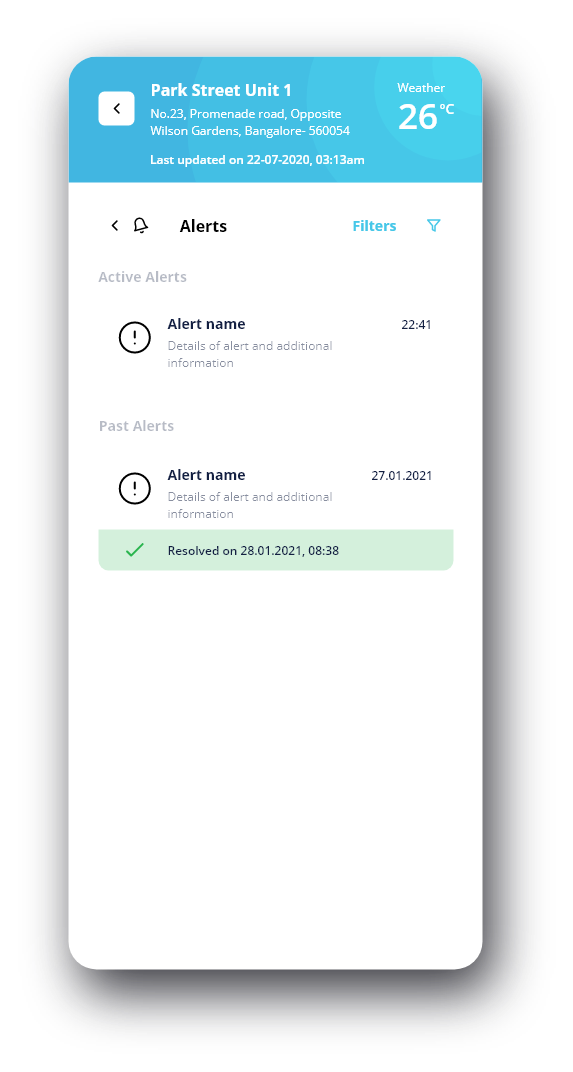 Park Street Unit 1
No.23, Promenade road, Opposite
Wilson Gardens, Bangalore- 560054
Last updated on 22-07-2020, 03:13am
Weather
26°C
Alerts
Filters
Active Alerts
Alert name
22:41
Details of alert and additional
information
Past Alerts
Alert name
27.01.2021
Details of alert and additional
information
Resolved on 28.01.2021, 08:38